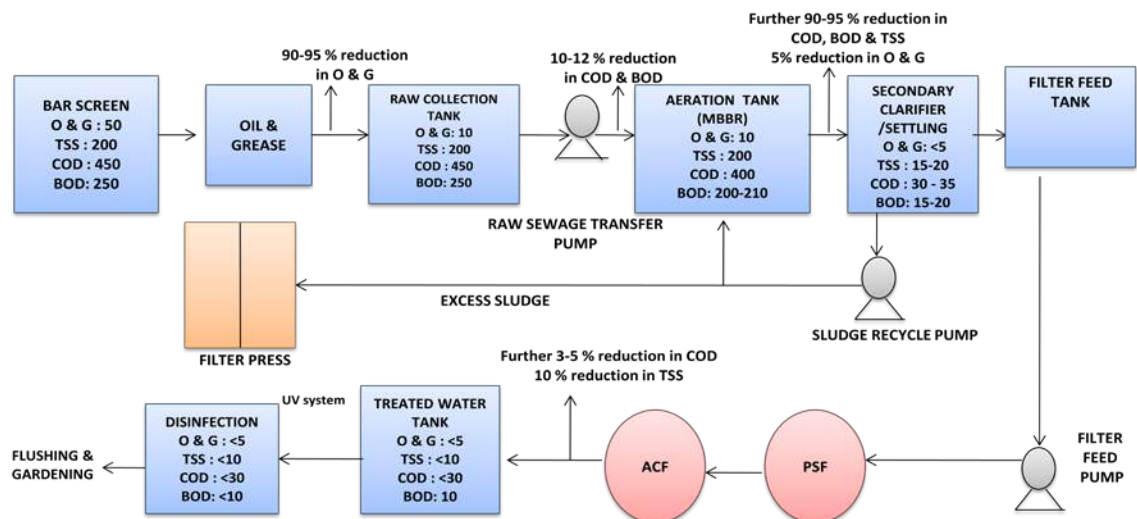 Further 90-95 % reduction in
COD, BOD & TSS
5% reduction in O & G
90-95 % reduction
in O & G
10-12 % reduction
in COD & BOD
BAR SCREEN
O & G : 50
TSS : 200
COD : 450
BOD: 250
OIL &
GREASE
RAW COLLECTION
TANK
O & G: 10
TSS : 200
COD : 450
BOD: 250
AERATION TANK
(MBBR)
O & G: 10
TSS : 200
COD : 400
BOD: 200-210
SECONDARY
CLARIFIER
/SETTLING
O & G: <5
TSS : 15-20
COD : 30 - 35
BOD: 15-20
FILTER FEED
TANK
RAW SEWAGE TRANSFER
PUMP
EXCESS SLUDGE
SLUDGE RECYCLE PUMP
FILTER PRESS
Further 3-5 % reduction in COD
10 % reduction in TSS
UV system
FLUSHING &
GARDENING
DISINFECTION
O & G : <5
TSS : <10
COD : <30
BOD: <10
TREATED WATER
TANK
O & G : <5
TSS : <10
COD : <30
BOD: 10
ACF
PSF
FILTER
FEED
PUMP